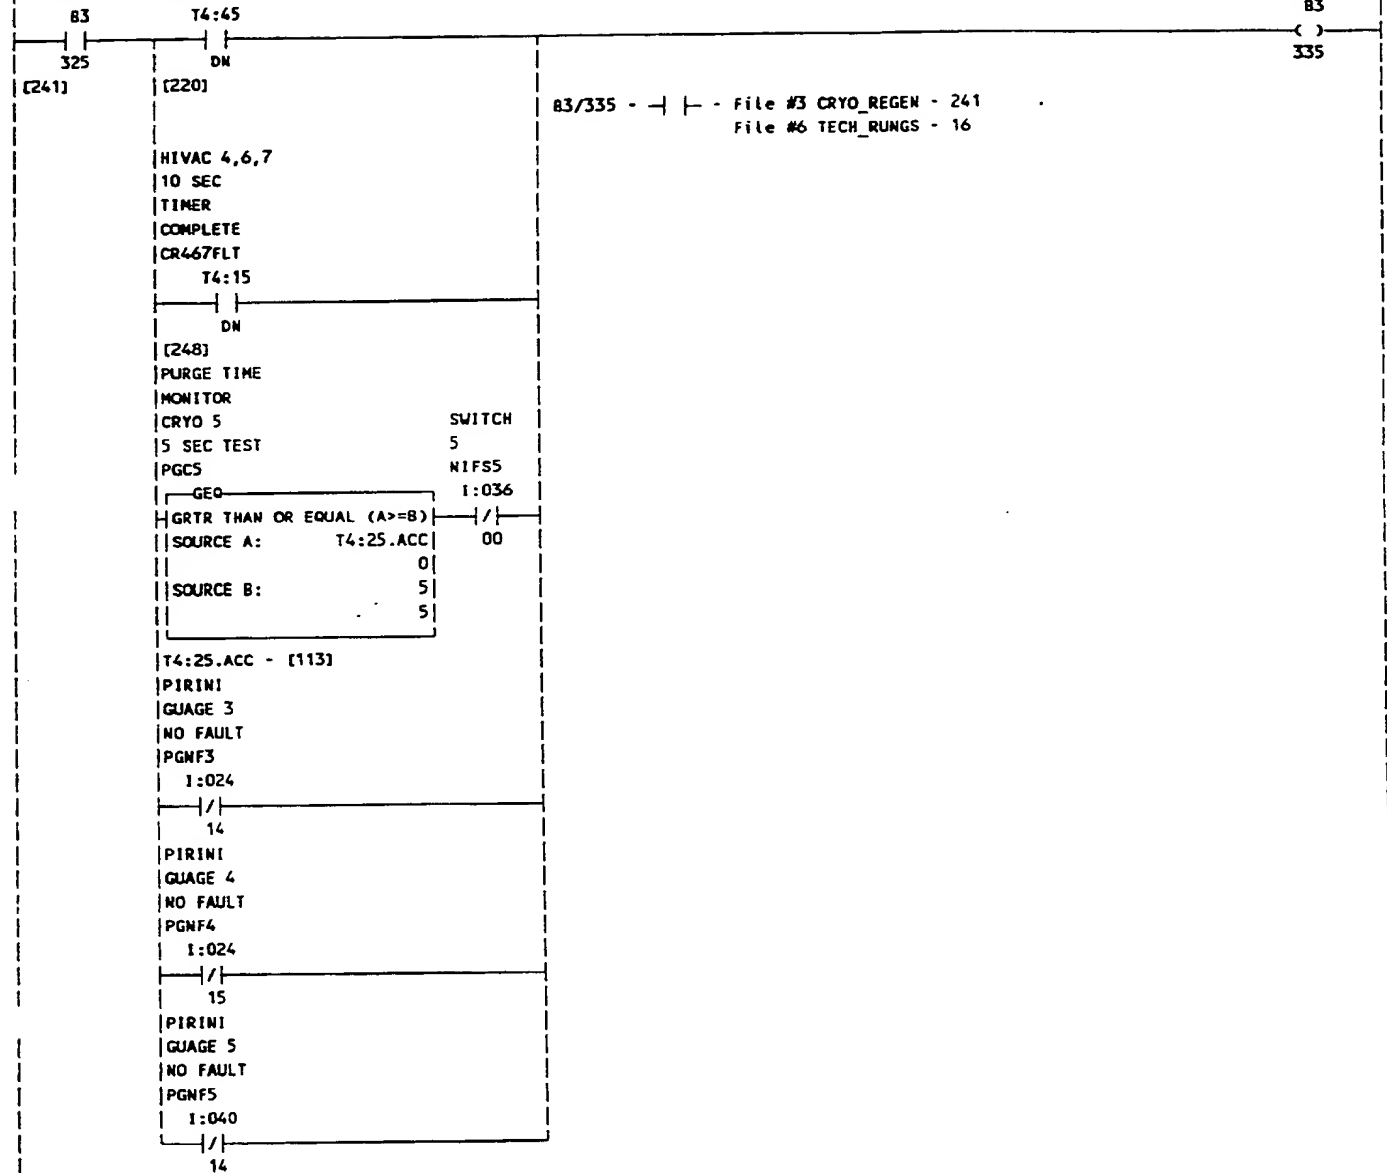 B3 T4:45 B3
325 DN 335
[241] [220]
B3/335 - ┤ ├ - File #3 CRYO_REGEN - 241
File #6 TECH_RUNGS - 16
HIVAC 4,6,7
10 SEC
TIMER
COMPLETE
CR467FLT
T4:15
DN
[248]
PURGE TIME
MONITOR
CRYO 5 SWITCH
5 SEC TEST 5
PGC5 NIFS5
GEQ I:036
GRTR THAN OR EQUAL (A>=B) /
SOURCE A: T4:25.ACC 00
0
SOURCE B: 5
5
T4:25.ACC - [113]
PIRINI
GUAGE 3
NO FAULT
PGNF3
I:024
/
14
PIRINI
GUAGE 4
NO FAULT
PGNF4
I:024
/
15
PIRINI
GUAGE 5
NO FAULT
PGNF5
I:040
/
14